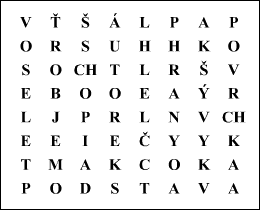 V Ť Š Á L P A P
O R S U H H K O
S O CH T L R Š V
E B O O E A Ý R
L J P R L N V CH
E E I E Č Y Y K
T M A K C O K A
P O D S T A V A